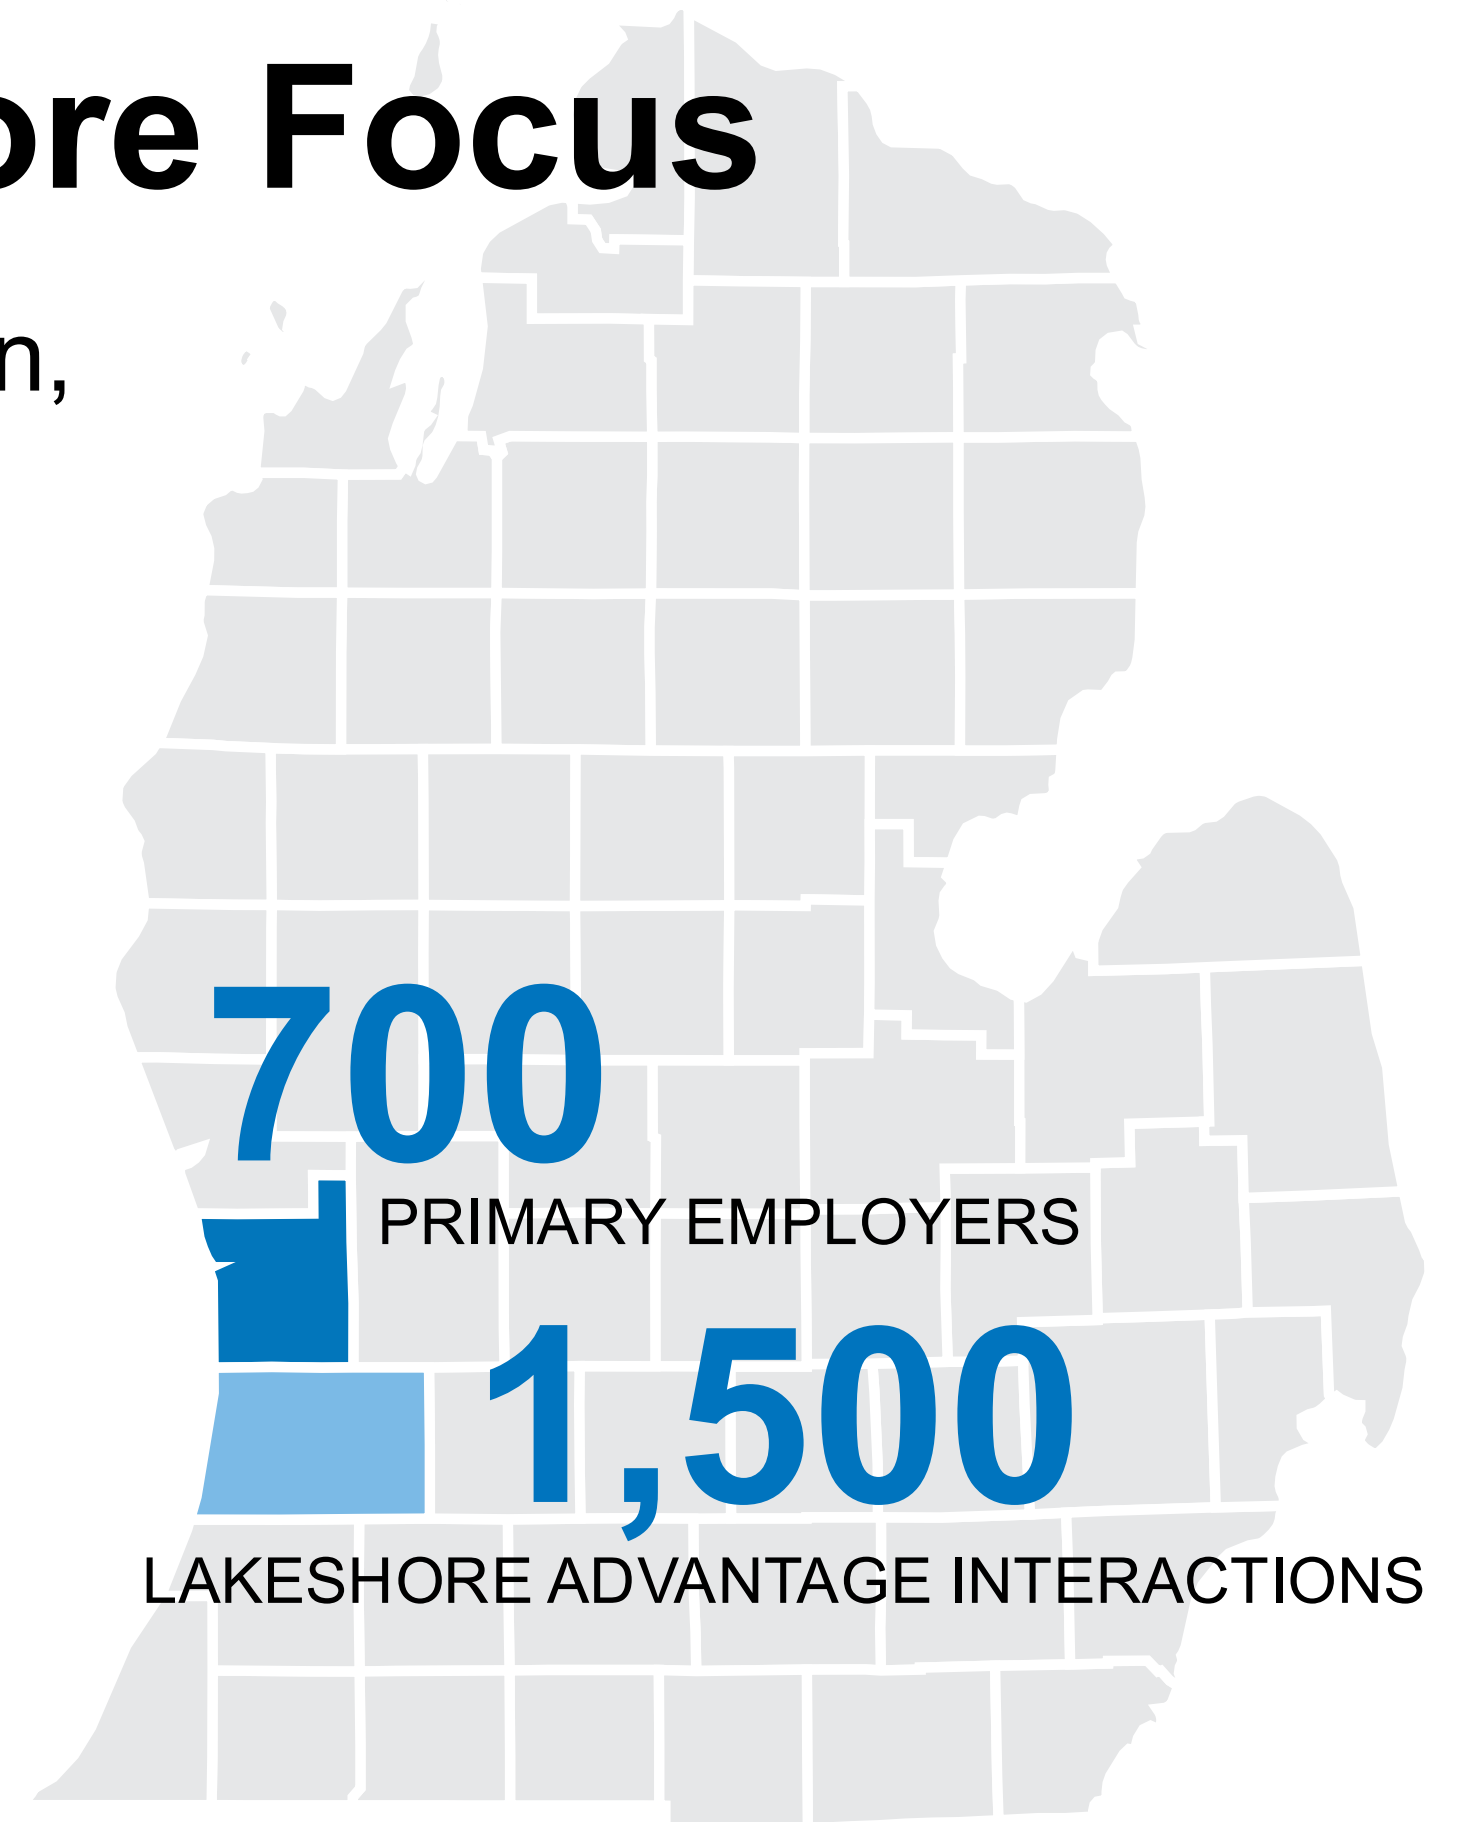 ore Focus
n,
700
PRIMARY EMPLOYERS
1,500
LAKESHORE ADVANTAGE INTERACTIONS